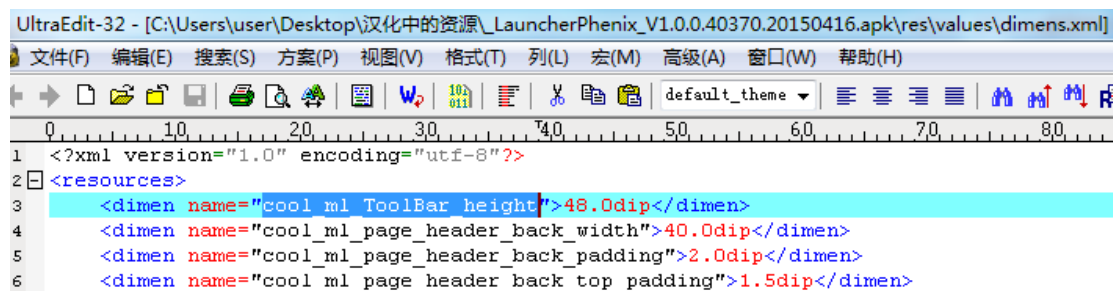 UltraEdit-32 - [C:\Users\user\Desktop\汉化中的资源\_LauncherPhenix_V1.0.0.40370.20150416.apk\res\values\dimens.xml]
文件(F) 编辑(E) 搜索(S) 方案(P) 视图(V) 格式(T) 列(L) 宏(M) 高级(A) 窗口(W) 帮助(H)
default_theme
0 10 20 30 40 50 60 70 80
1 <?xml version="1.0" encoding="utf-8"?>
2 <resources>
3 <dimen name="cool_ml_ToolBar_height">48.0dip</dimen>
4 <dimen name="cool_ml_page_header_back_width">40.0dip</dimen>
5 <dimen name="cool_ml_page_header_back_padding">2.0dip</dimen>
6 <dimen name="cool_ml_page_header_back_top_padding">1.5dip</dimen>